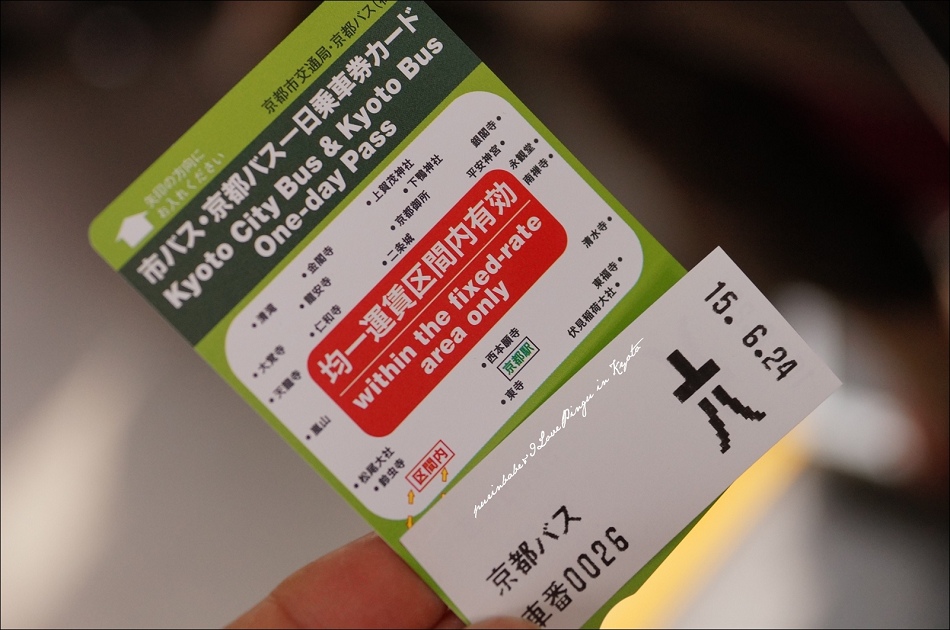 京都市交通局・京都バス
矢印の方向に
お入れください
市バス・京都バス一日乗車券カード
Kyoto City Bus & Kyoto Bus
One-day Pass
銀閣寺
平安神宮
永観堂
南禅寺
上賀茂神社
下鴨神社
京都御所
二条城
金閣寺
龍安寺
仁和寺
清水寺
東福寺
伏見稲荷大社
大覚寺
天龍寺
嵐山
松尾大社
鈴虫寺
均一運賃区間内有効
within the fixed-rate
area only
西本願寺
京都駅
東寺
区間内
15. 6.24
大人
京都バス
車番0026